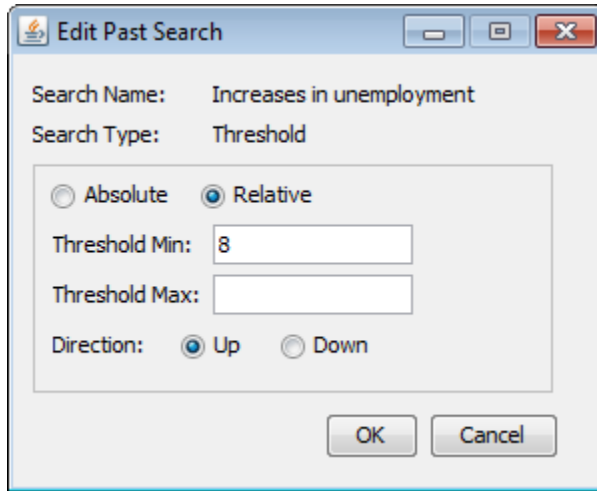 Edit Past Search
Search Name: Increases in unemployment
Search Type: Threshold
Absolute Relative
Threshold Min: 8
Threshold Max:
Direction: Up Down
OK Cancel